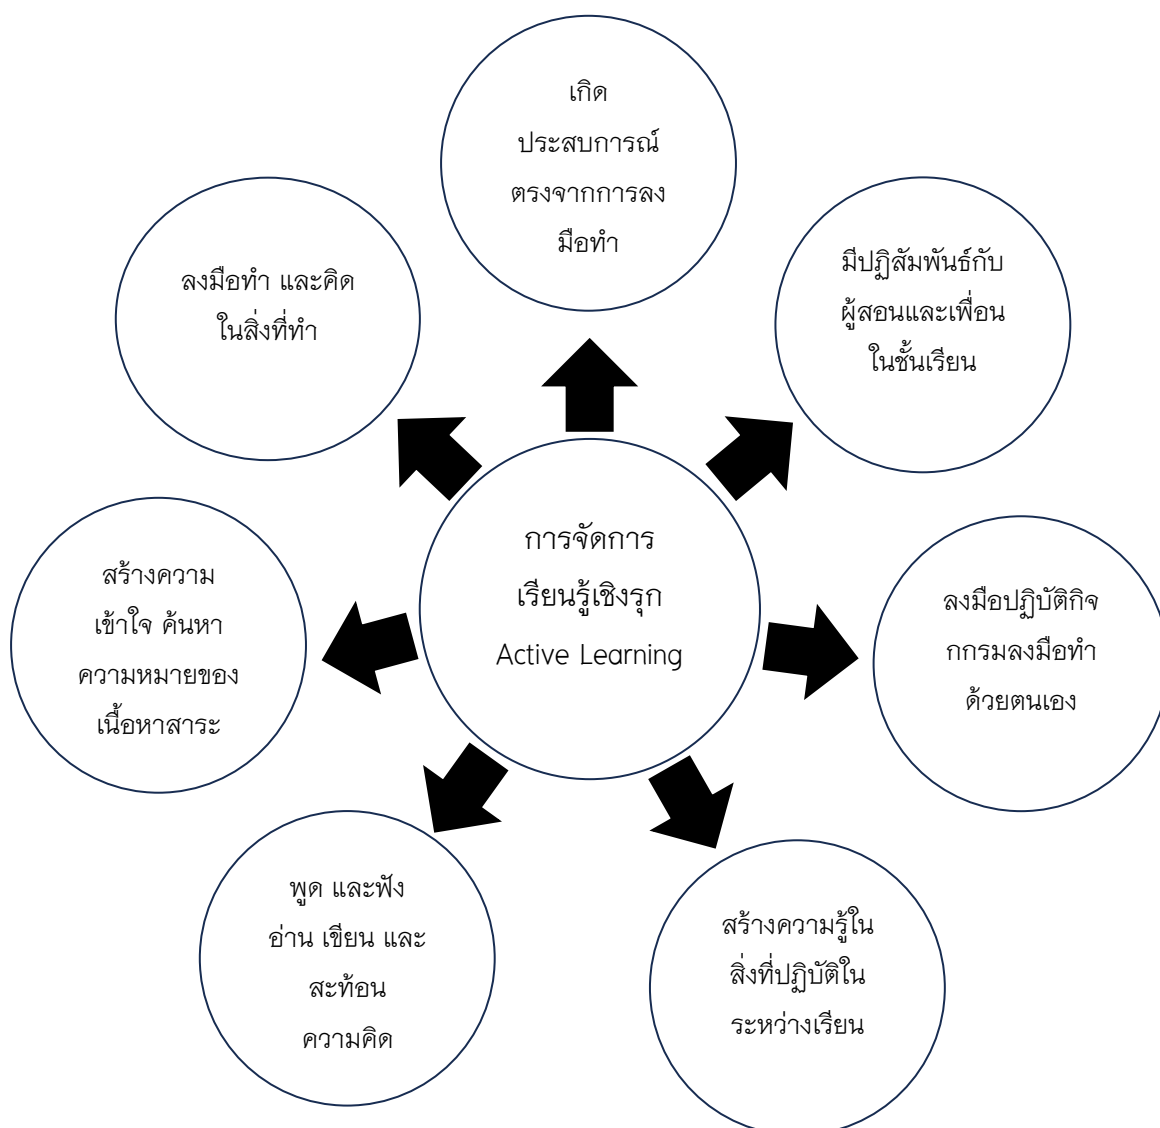 เกิด
ประสบการณ์
ตรงจากการลง
มือทำ
มีปฏิสัมพันธ์กับ
ผู้สอนและเพื่อน
ในชั้นเรียน
ลงมือปฏิบัติกิจ
กกรมลงมือทำ
ด้วยตนเอง
สร้างความรู้ใน
สิ่งที่ปฏิบัติใน
ระหว่างเรียน
พูด และฟัง
อ่าน เขียน และ
สะท้อน
ความคิด
สร้างความ
เข้าใจ ค้นหา
ความหมายของ
เนื้อหาสาระ
ลงมือทำ และคิด
ในสิ่งที่ทำ
การจัดการ
เรียนรู้เชิงรุก
Active Learning